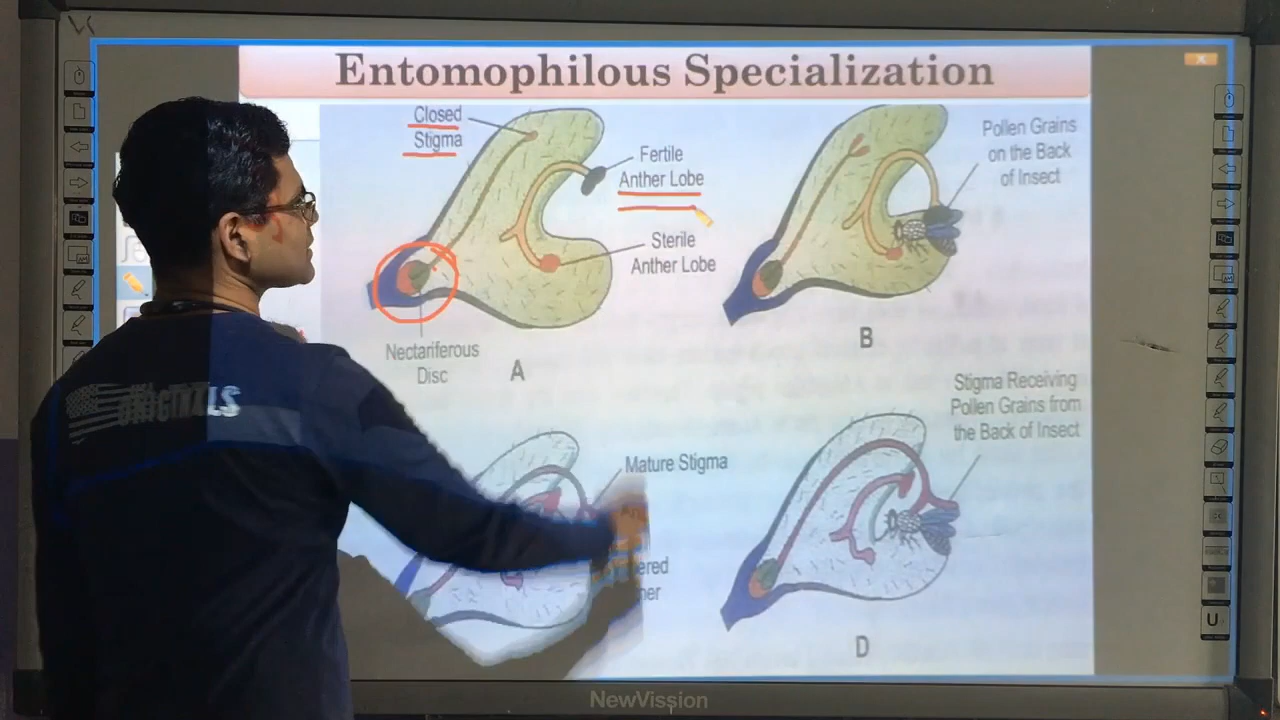 Entomophilous Specialization
Closed
Stigma
Fertile
Anther Lobe
Sterile
Anther Lobe
Nectariferous
Disc
A
Pollen Grains
on the Back
of Insect
B
Mature Stigma
Stigma Receiving
Pollen Grains from
the Back of Insect
D
NewVission